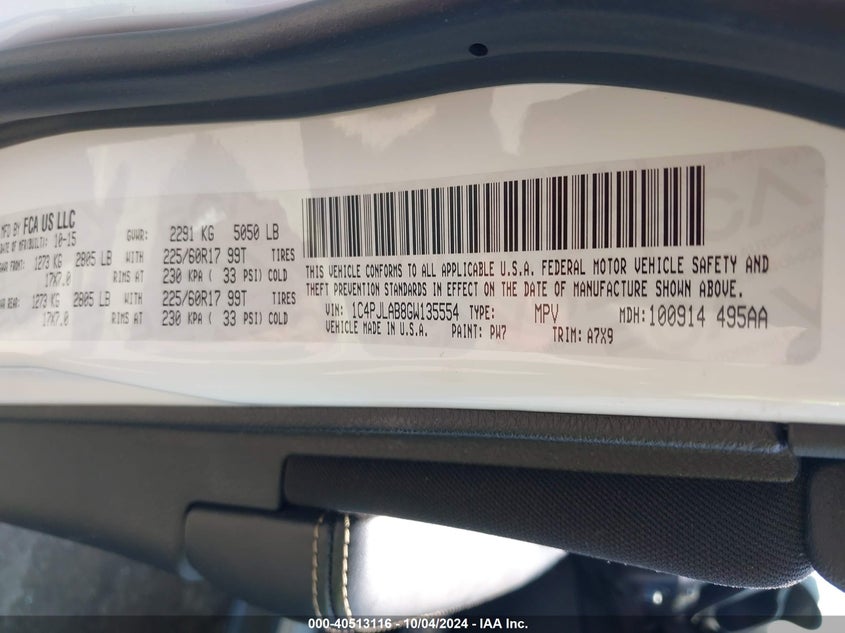 MFD BY FCA US LLC
DATE OF MFR(BUILT): 10-15 GVWR: 2291 KG 5050 LB
GAWR FRONT: 1273 KG 2805 LB WITH 225/60R17 99T TIRES
17X7.0 RIMS AT 230 KPA ( 33 PSI) COLD
GAWR REAR: 1273 KG 2805 LB WITH 225/60R17 99T TIRES
17X7.0 RIMS AT 230 KPA ( 33 PSI) COLD
THIS VEHICLE CONFORMS TO ALL APPLICABLE U.S.A. FEDERAL MOTOR VEHICLE SAFETY AND
THEFT PREVENTION STANDARDS IN EFFECT ON THE DATE OF MANUFACTURE SHOWN ABOVE.
VIN: 1C4PJLAB8GW135554 TYPE: MPV MDH: 100914 495AA
VEHICLE MADE IN U.S.A. PAINT: PW7 TRIM: A7X9
000-40513116 - 10/04/2024 - IAA Inc.